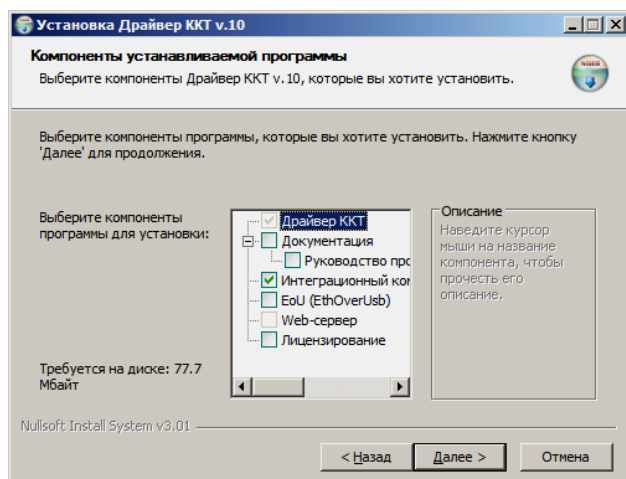 Установка Драйвер ККТ v.10
Компоненты устанавливаемой программы
Выберите компоненты Драйвер ККТ v.10, которые вы хотите установить.
Выберите компоненты программы, которые вы хотите установить. Нажмите кнопку
'Далее' для продолжения.
Выберите компоненты
программы для установки:
Драйвер ККТ
Документация
Руководство прс
Интеграционный кон
EoU (EthOverUsb)
Web-сервер
Лицензирование
Описание
Наведите курсор
мыши на название
компонента, чтобы
прочесть его
описание.
Требуется на диске: 77.7
Мбайт
Nullsoft Install System v3.01
< Назад
Далее >
Отмена